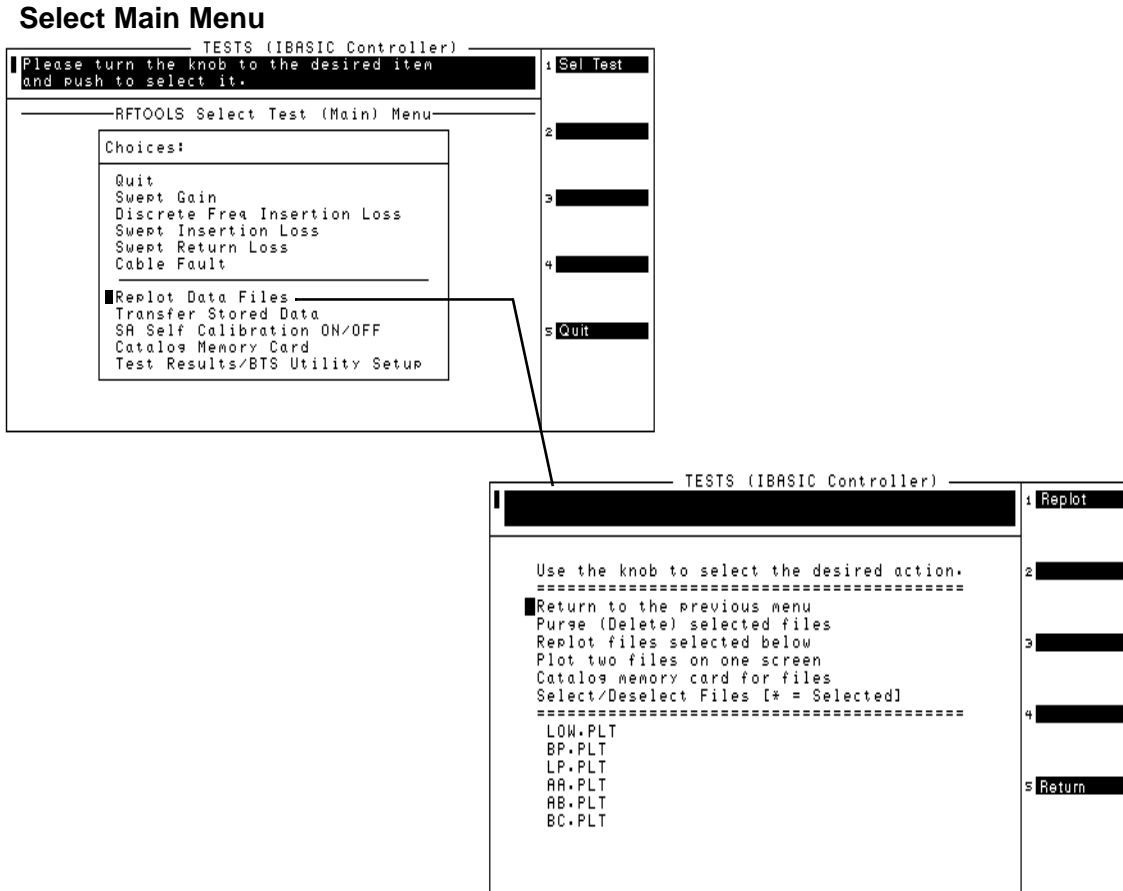 Select Main Menu
TESTS (IBASIC Controller)
Please turn the knob to the desired item
and push to select it.
1 Sel Test
RFTOOLS Select Test (Main) Menu
2
Choices:
Quit
Swept Gain
3
Discrete Freq Insertion Loss
Swept Insertion Loss
Swept Return Loss
Cable Fault
4
Replot Data Files
Transfer Stored Data
SA Self Calibration ON/OFF
5 Quit
Catalog Memory Card
Test Results/BTS Utility Setup
TESTS (IBASIC Controller)
1 Replot
Use the knob to select the desired action.
2
===========================================
Return to the previous menu
Purge (Delete) selected files
Replot files selected below
3
Plot two files on one screen
Catalog memory card for files
Select/Deselect Files [* = Selected]
===========================================
4
LOW.PLT
BP.PLT
LP.PLT
AA.PLT
5 Return
AB.PLT
BC.PLT